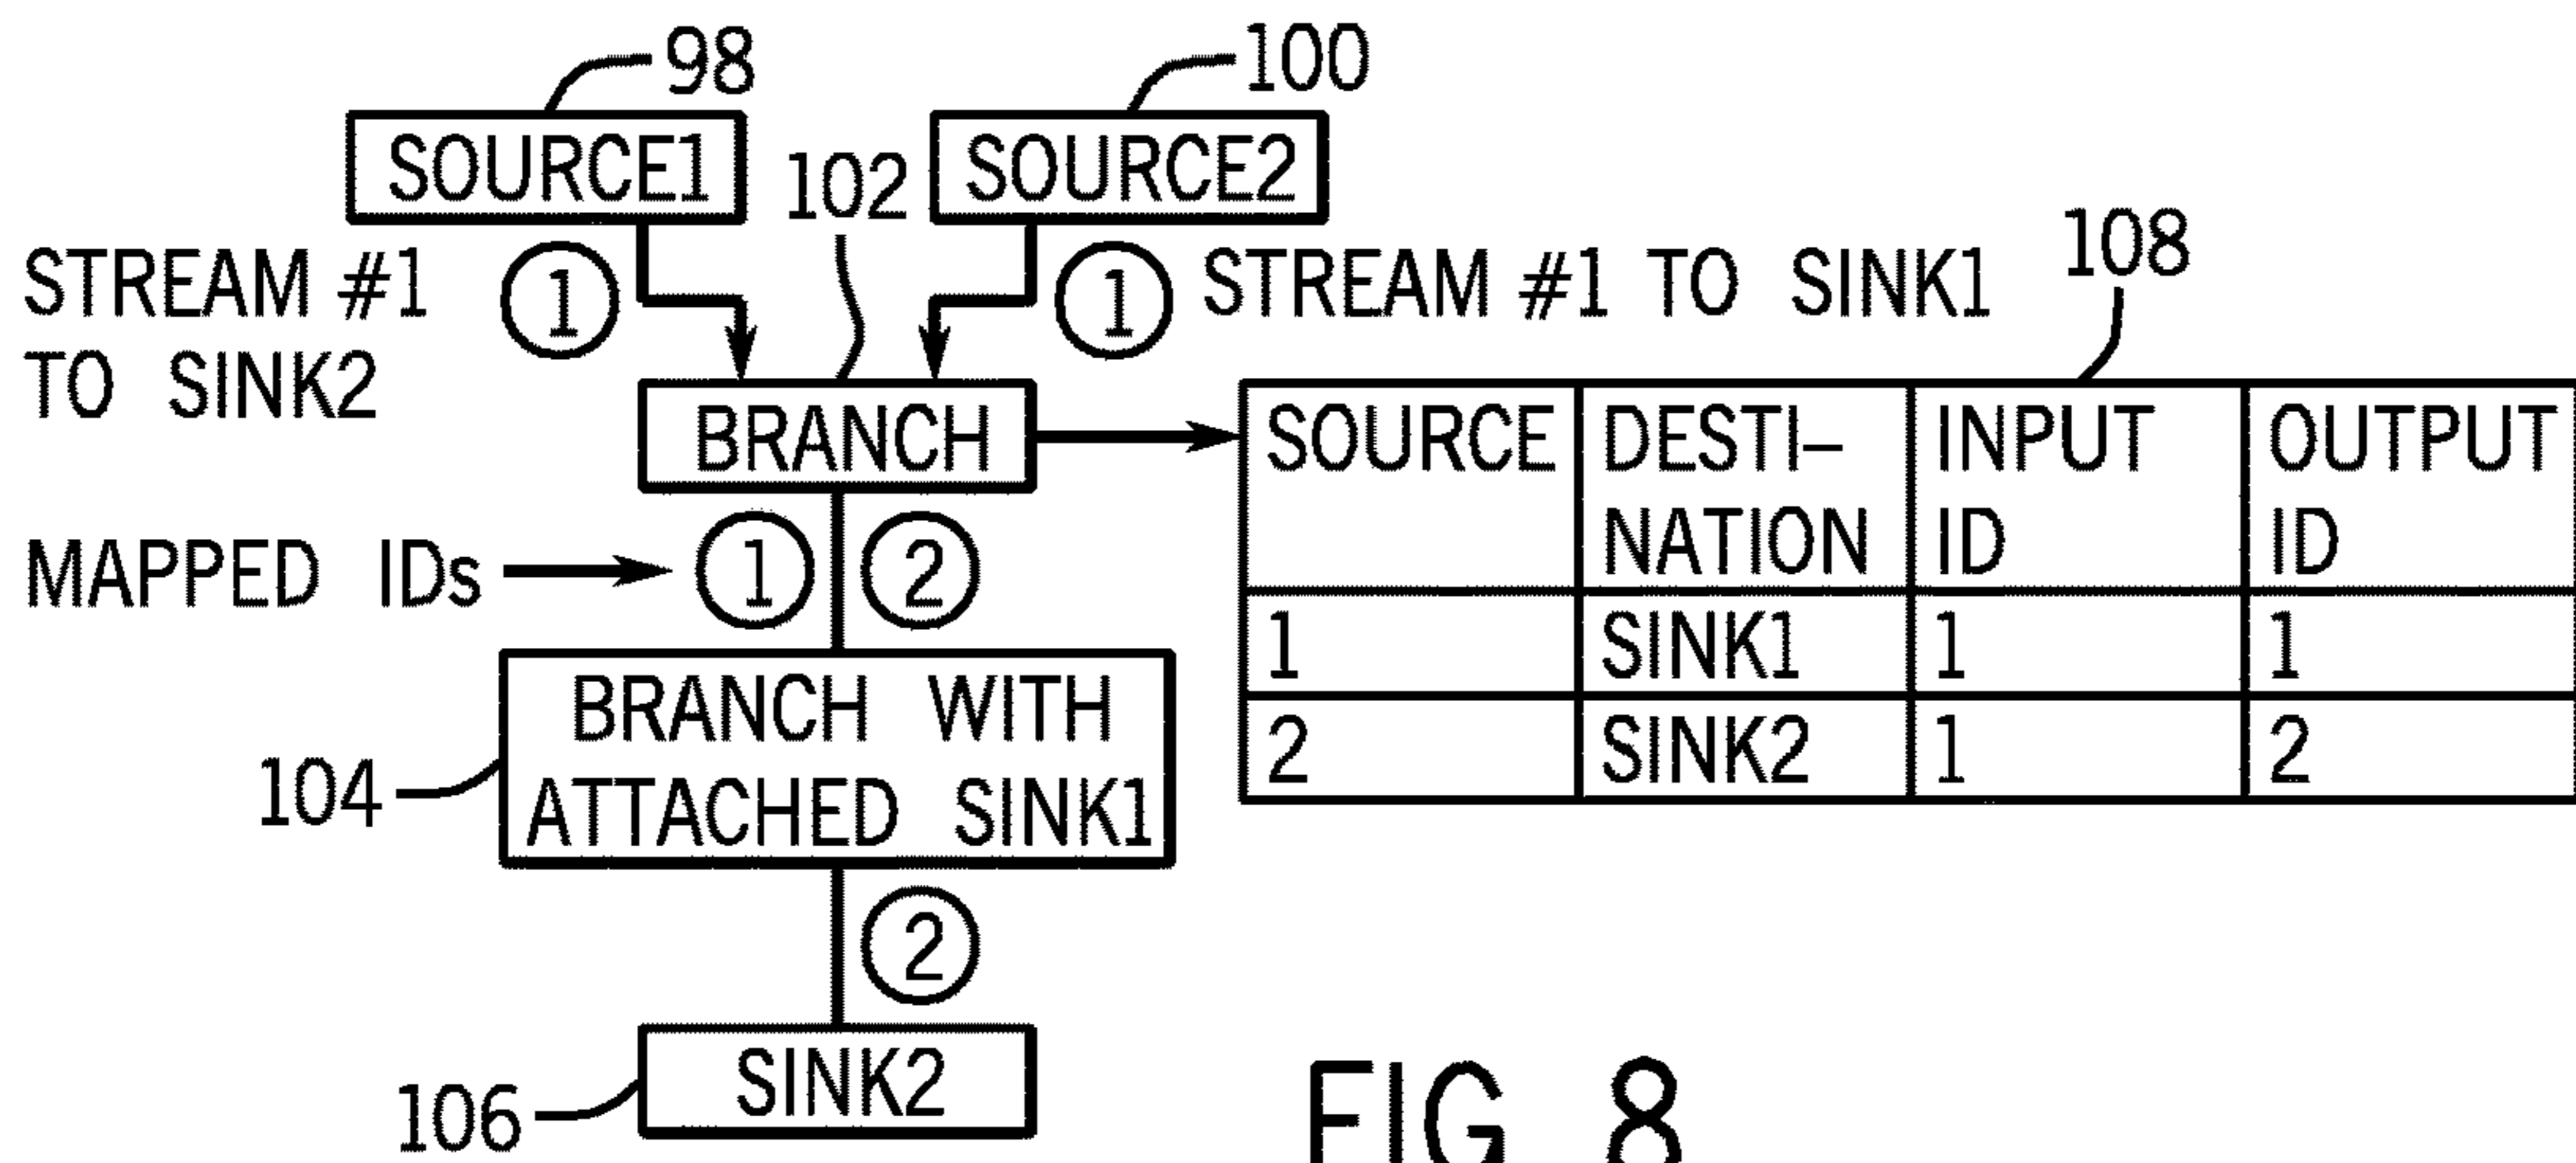 98
100
SOURCE1
102
SOURCE2
108
STREAM #1
TO SINK2
1
1
STREAM #1 TO SINK1
BRANCH
SOURCE
DESTI-
NATION
INPUT
ID
OUTPUT
ID
MAPPED IDs
1
2
1
SINK1
1
1
2
SINK2
1
2
104
BRANCH WITH
ATTACHED SINK1
2
106
SINK2
FIG 8